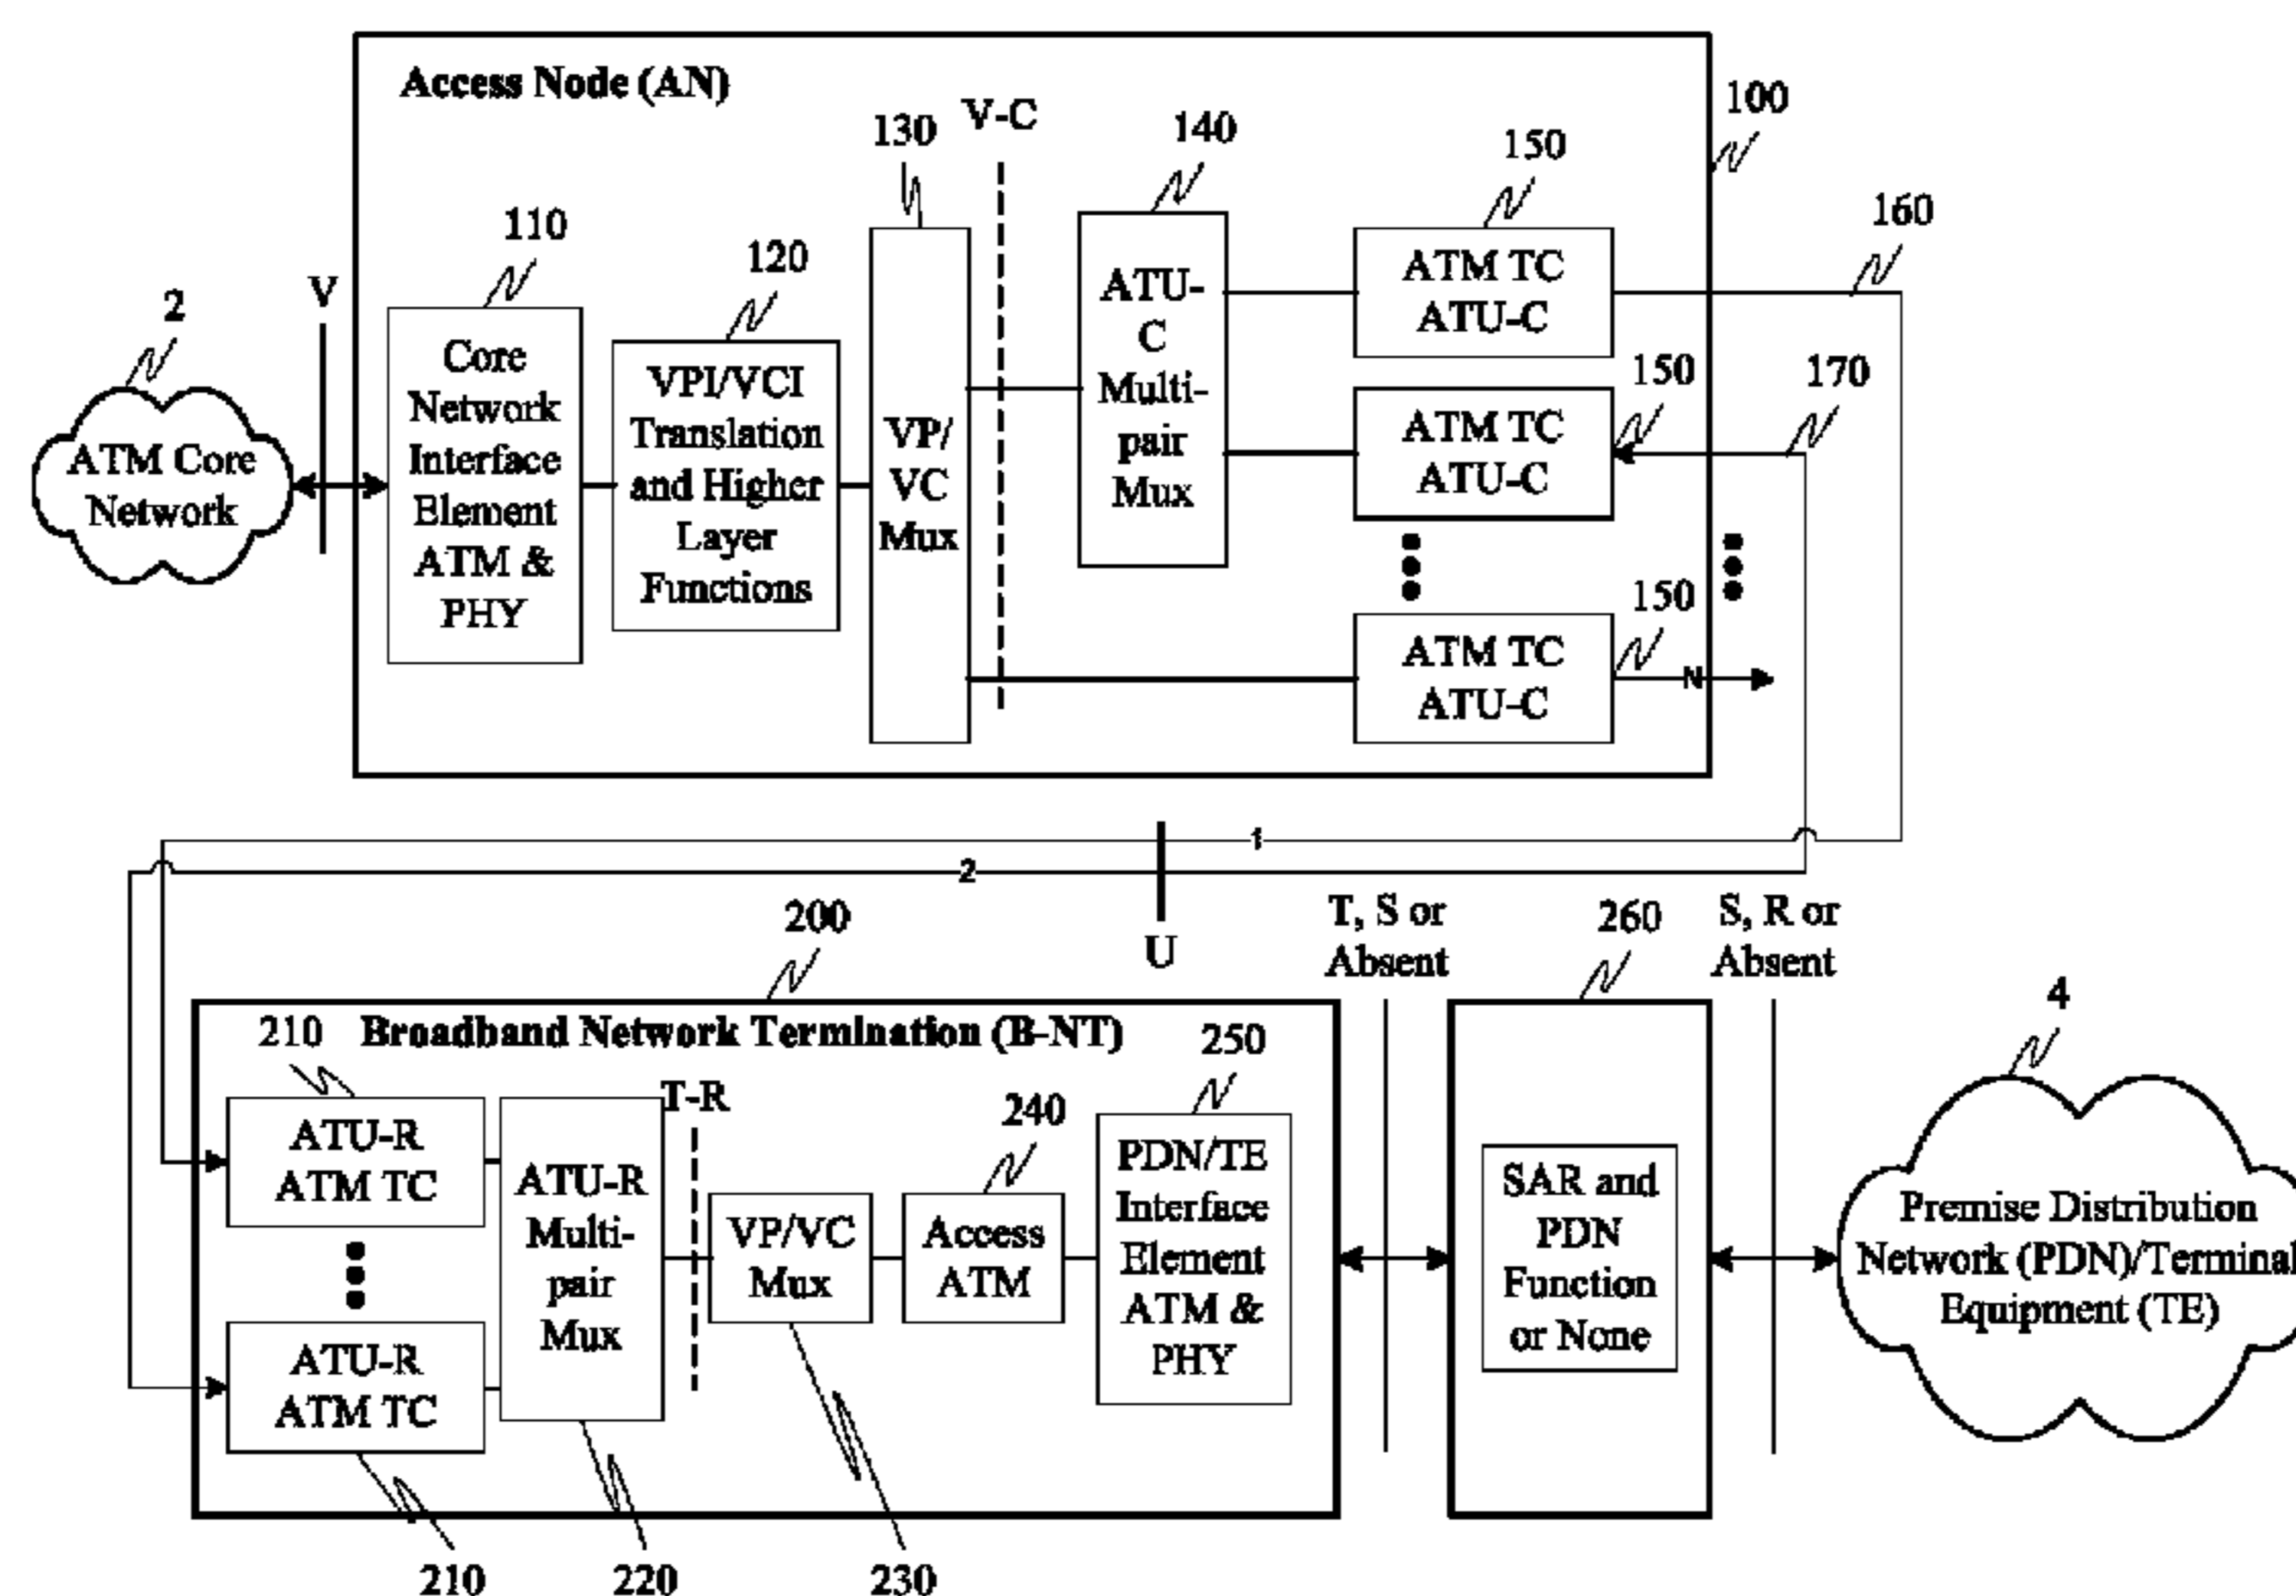 Access Node (AN)
100
V-C
130
140
150
160
110
120
2
V
ATM Core
Network
Core
Network
Interface
Element
ATM &
PHY
VPI/VCI
Translation
and Higher
Layer
Functions
VP/
VC
Mux
ATU-
C
Multi-
pair
Mux
ATM TC
ATU-C
150
170
ATM TC
ATU-C
150
ATM TC
ATU-C
N
1
2
U
200
T, S or
Absent
260
S, R or
Absent
4
Broadband Network Termination (B-NT)
210
T-R
240
250
ATU-R
ATM TC
ATU-R
ATM TC
ATU-R
Multi-
pair
Mux
VP/VC
Mux
Access
ATM
PDN/TE
Interface
Element
ATM &
PHY
SAR and
PDN
Function
or None
Premise Distribution
Network (PDN)/Terminal
Equipment (TE)
210
220
230